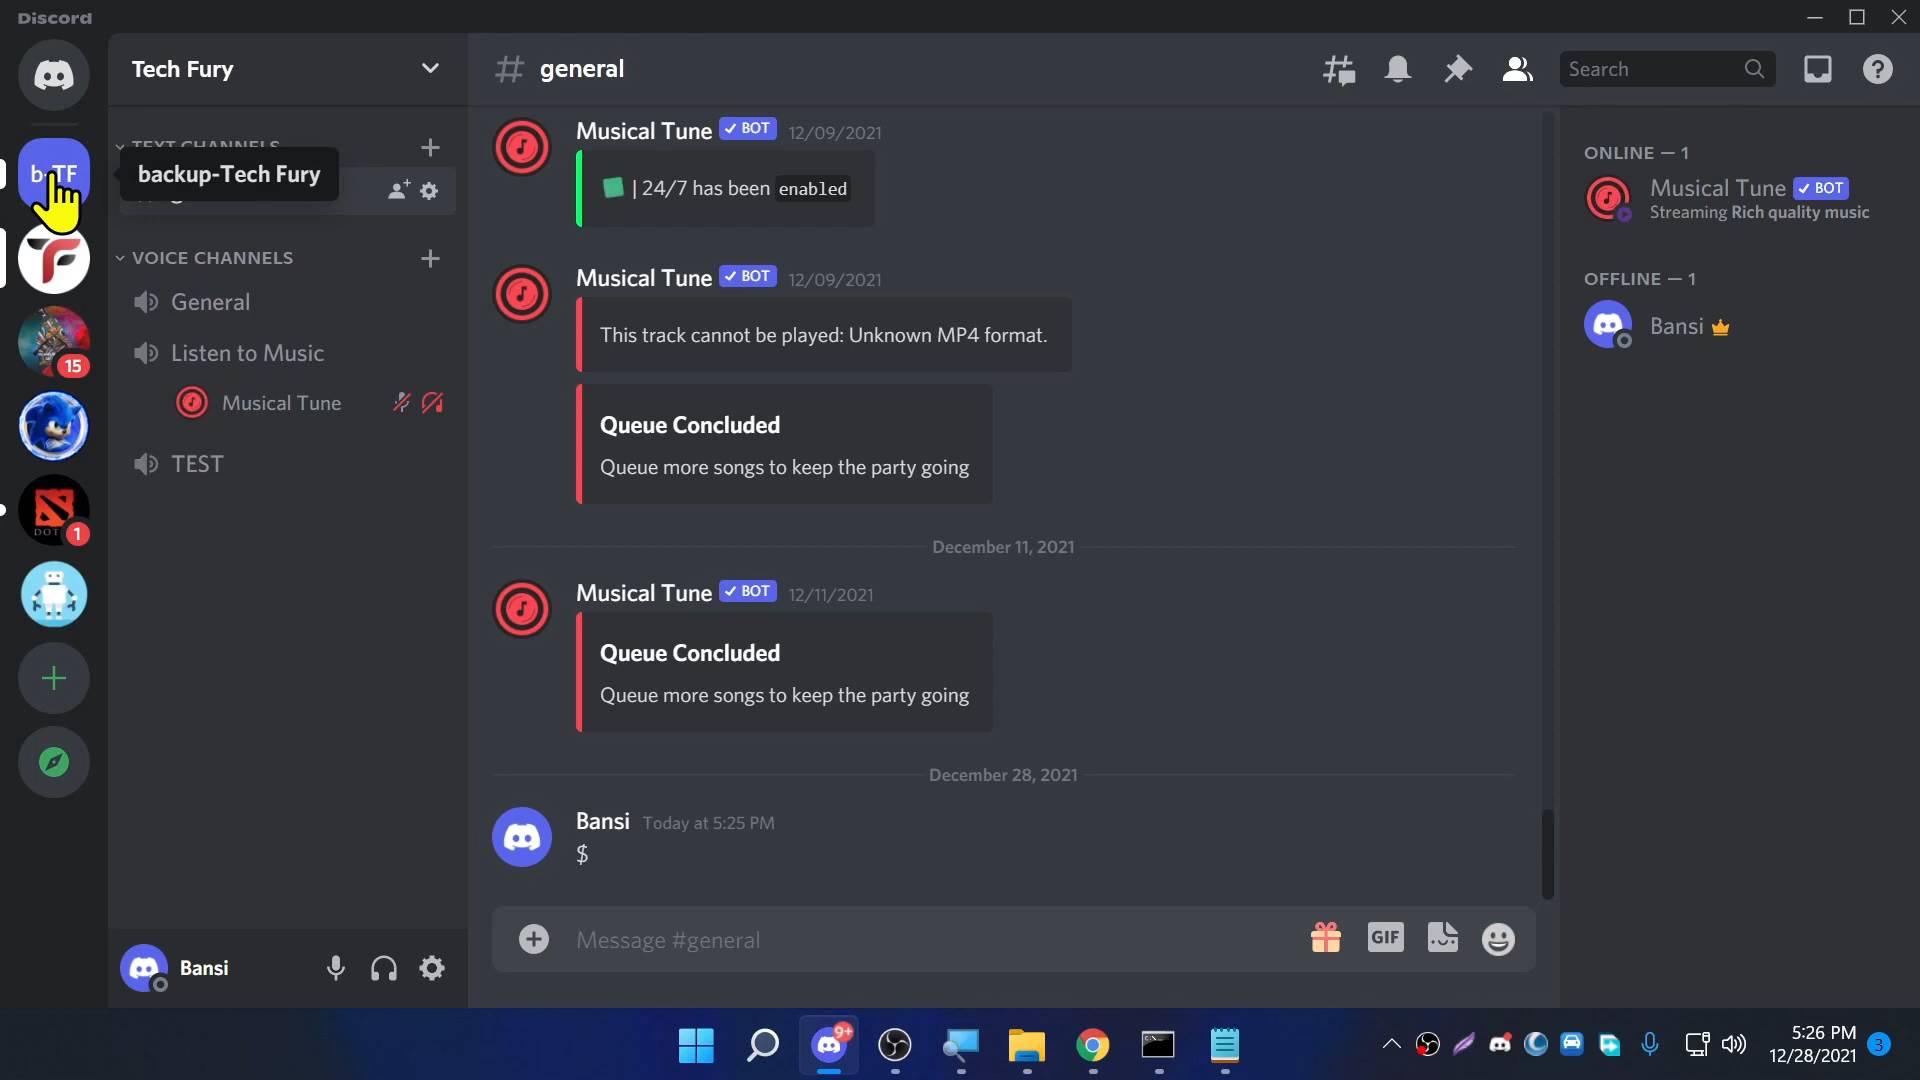 Discord
Tech Fury
general
Search
b-TF
backup-Tech Fury
VOICE CHANNELS
General
Listen to Music
Musical Tune
TEST
15
DOT
1
Musical Tune ✓ BOT 12/09/2021
| 24/7 has been enabled
Musical Tune ✓ BOT 12/09/2021
This track cannot be played: Unknown MP4 format.
Queue Concluded
Queue more songs to keep the party going
December 11, 2021
Musical Tune ✓ BOT 12/11/2021
Queue Concluded
Queue more songs to keep the party going
December 28, 2021
Bansi Today at 5:25 PM
$
Message #general
GIF
ONLINE — 1
Musical Tune ✓ BOT
Streaming Rich quality music
OFFLINE — 1
Bansi
Bansi
9+
5:26 PM
12/28/2021
3